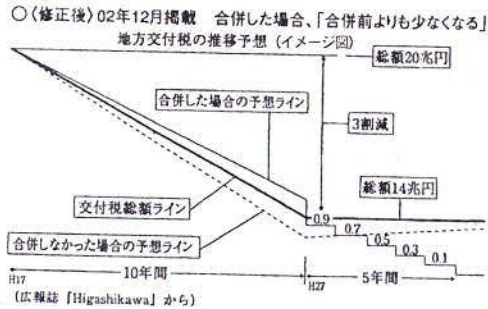 ○〈修正後〉02年12月掲載　合併した場合、「合併前よりも少なくなる」
地方交付税の推移予想（イメージ図）
総額20兆円
合併した場合の予想ライン
3割減
総額14兆円
交付税総額ライン
0.9
0.7
合併しなかった場合の予想ライン
0.5
0.3
0.1
H17
10年間
H27
5年間
（広報誌『Higashikawa』から）